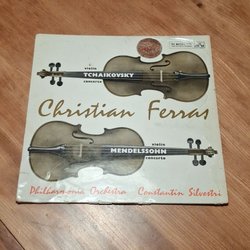 violin
TCHAIKOVSKY
concerto
Christian Ferras
violin
MENDELSSOHN
concerto
Philharmonia Orchestra Constantin Silvestri